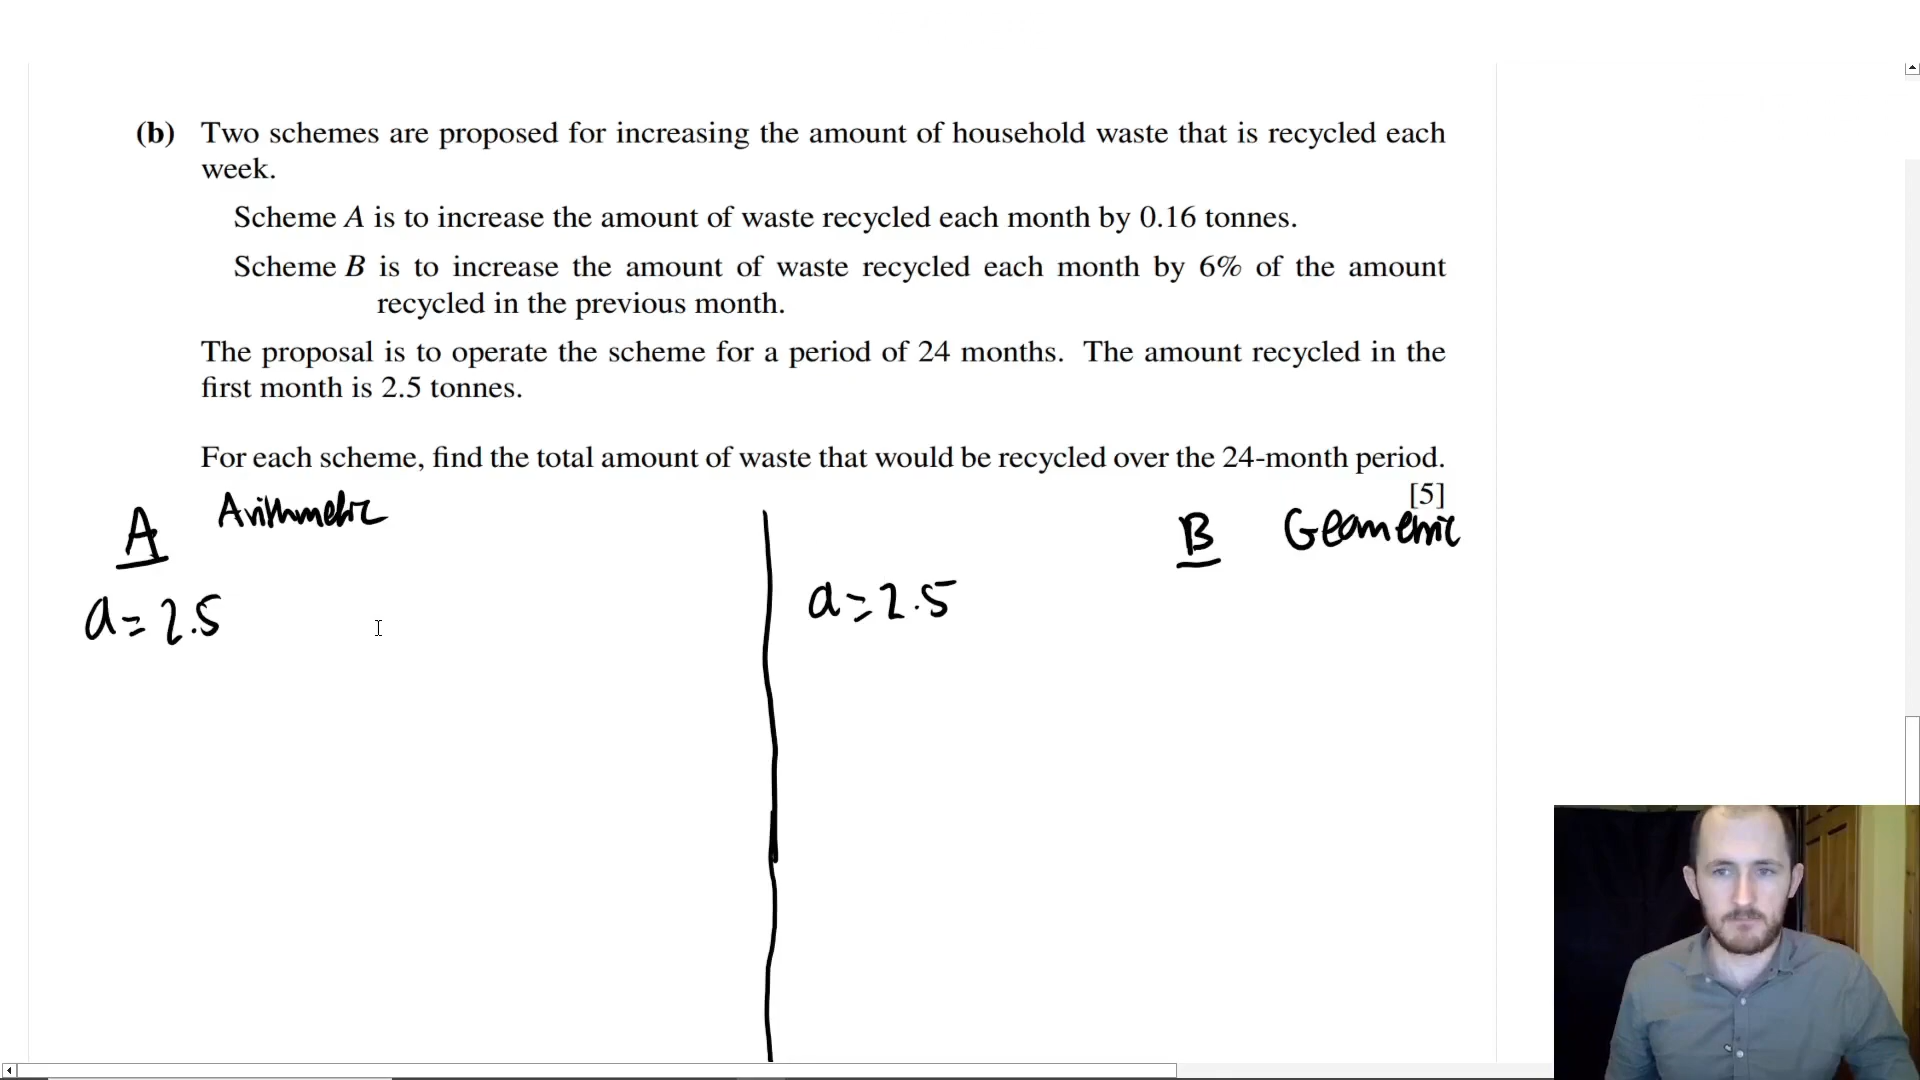 (b) Two schemes are proposed for increasing the amount of household waste that is recycled each
week.
Scheme A is to increase the amount of waste recycled each month by 0.16 tonnes.
Scheme B is to increase the amount of waste recycled each month by 6% of the amount
recycled in the previous month.
The proposal is to operate the scheme for a period of 24 months. The amount recycled in the
first month is 2.5 tonnes.
For each scheme, find the total amount of waste that would be recycled over the 24-month period.
[5]
A Arithmetic
B Geometric
a = 2.5
a = 2.5